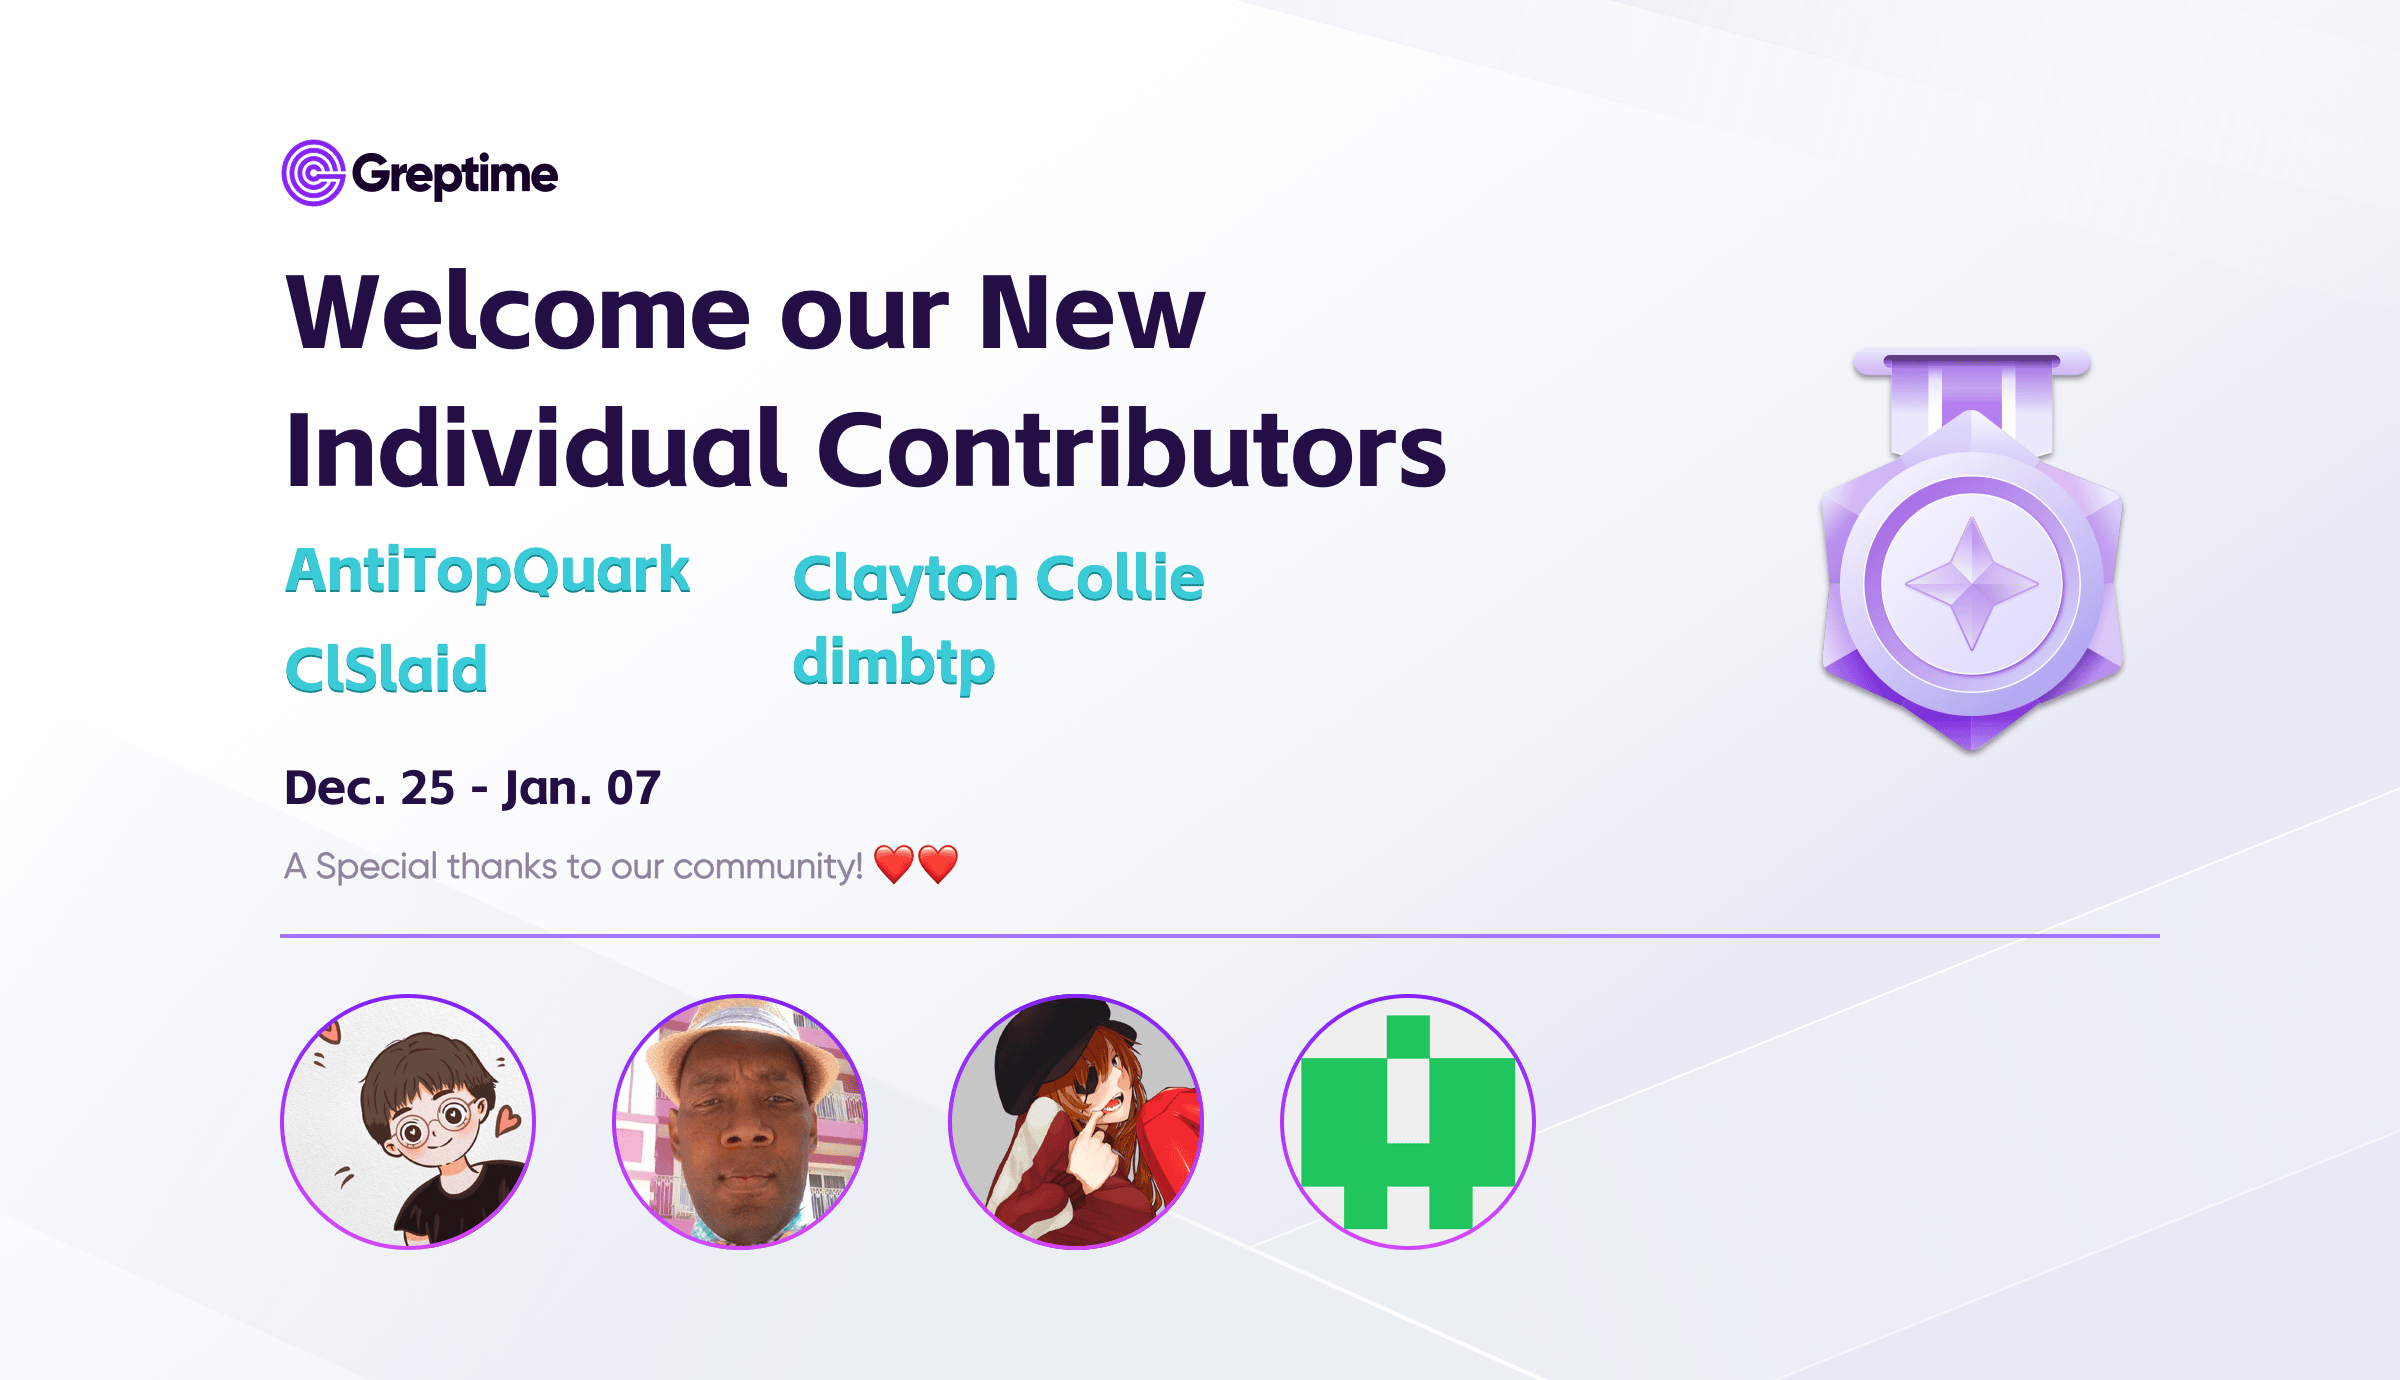 Greptime
Welcome our New
Individual Contributors
AntiTopQuark
Clayton Collie
ClSlaid
dimbtp
Dec. 25 - Jan. 07
A Special thanks to our community! ❤️❤️